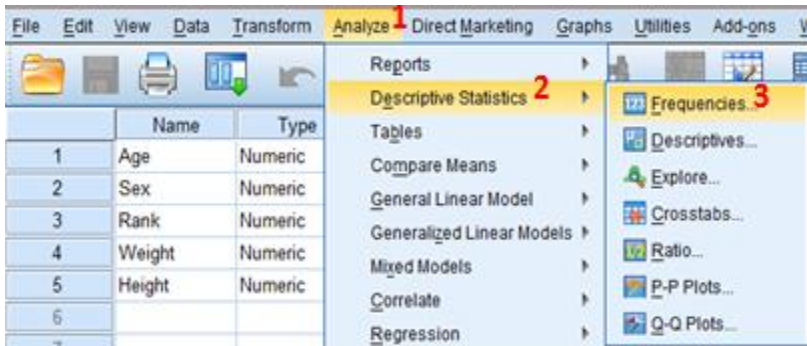 File Edit View Data Transform Analyze 1 Direct Marketing Graphs Utilities Add-ons
Reports
Descriptive Statistics 2
Frequencies... 3
Name Type
Tables
Descriptives...
1 Age Numeric
Compare Means
Explore...
2 Sex Numeric
General Linear Model
Crosstabs...
3 Rank Numeric
Generalized Linear Models
Ratio...
4 Weight Numeric
Mixed Models
P-P Plots...
5 Height Numeric
Correlate
Q-Q Plots...
6
Regression